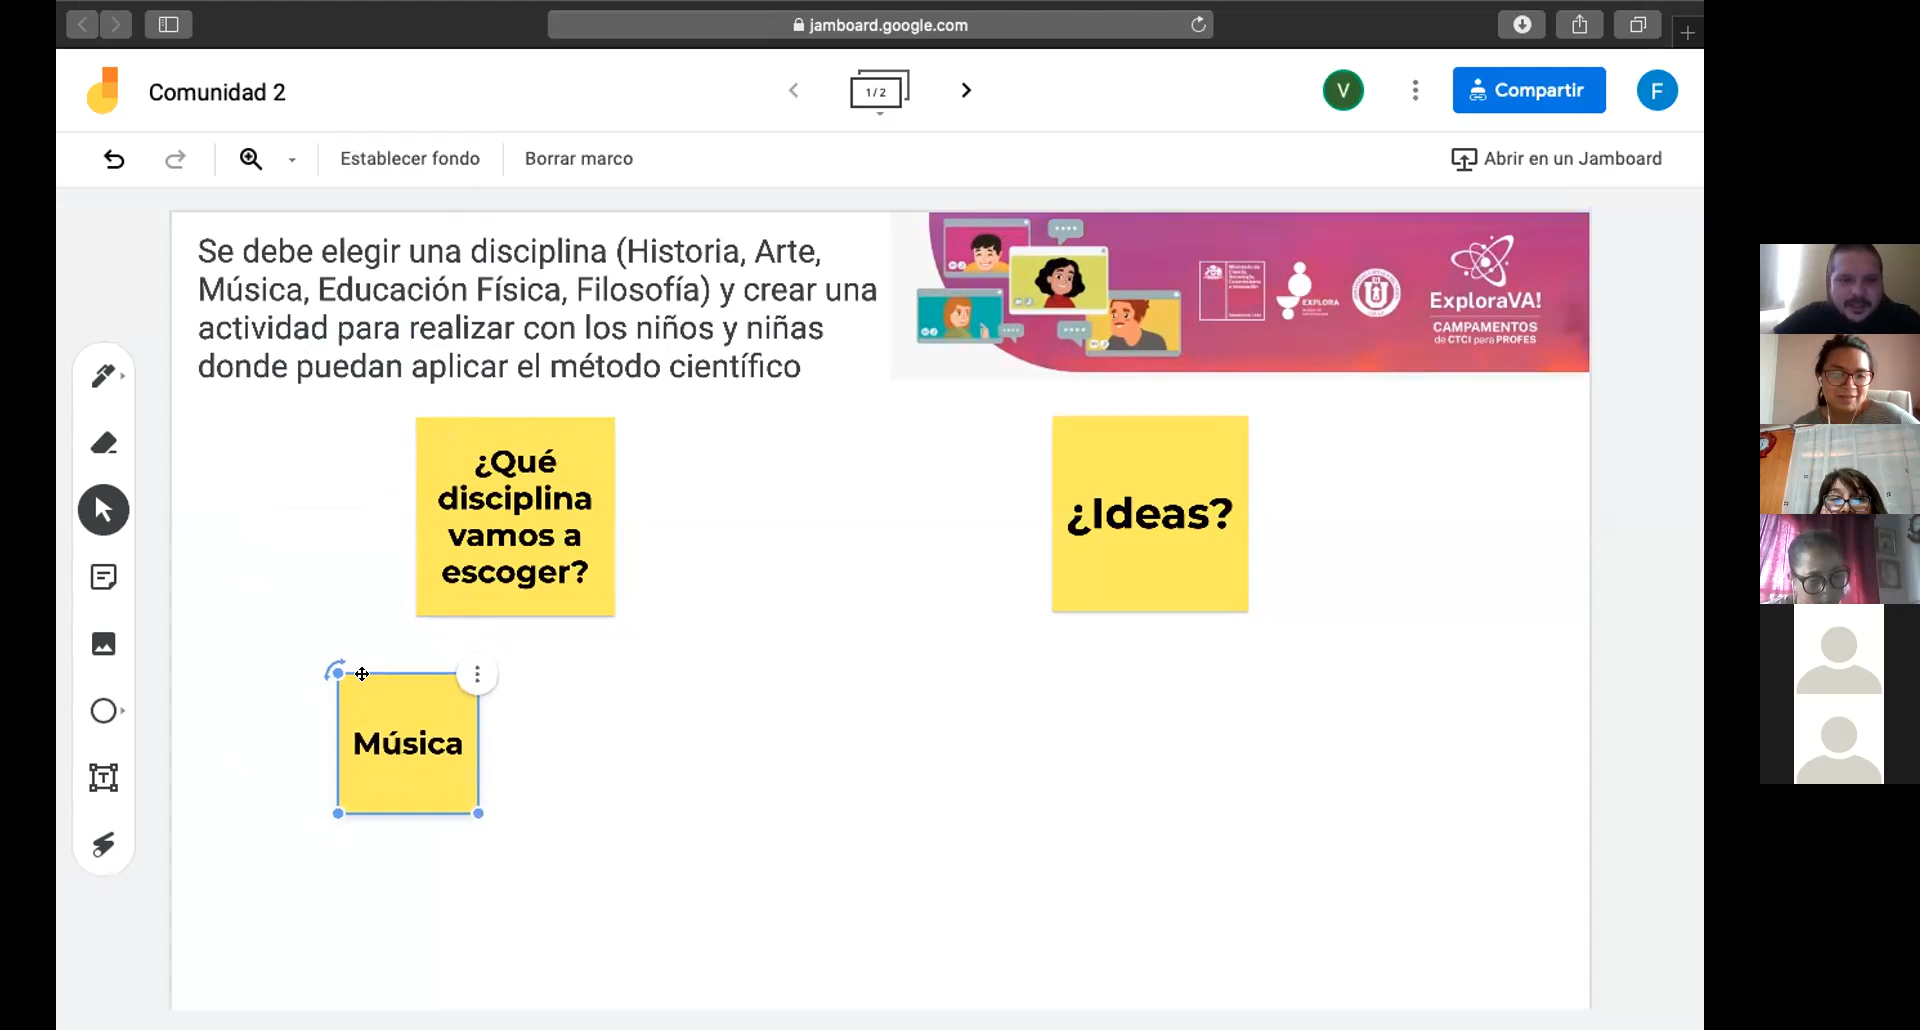 jamboard.google.com
Comunidad 2
1/2
V
Compartir
F
Establecer fondo
Borrar marco
Abrir en un Jamboard
Se debe elegir una disciplina (Historia, Arte,
Música, Educación Física, Filosofía) y crear una
actividad para realizar con los niños y niñas
donde puedan aplicar el método científico
EXPLORA
ExploraVA!
CAMPAMENTOS
de CTCI para PROFES
¿Qué
disciplina
vamos a
escoger?
¿Ideas?
Música